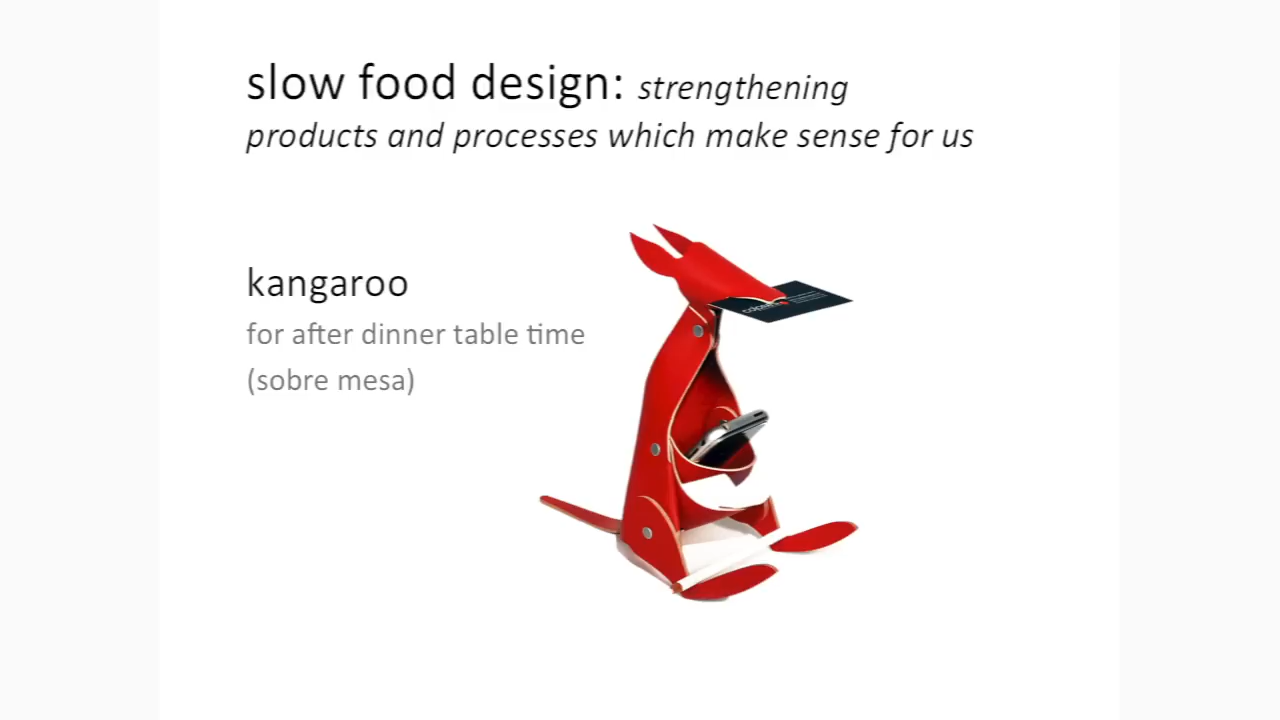 slow food design: strengthening
products and processes which make sense for us
kangaroo
for after dinner table time
(sobre mesa)